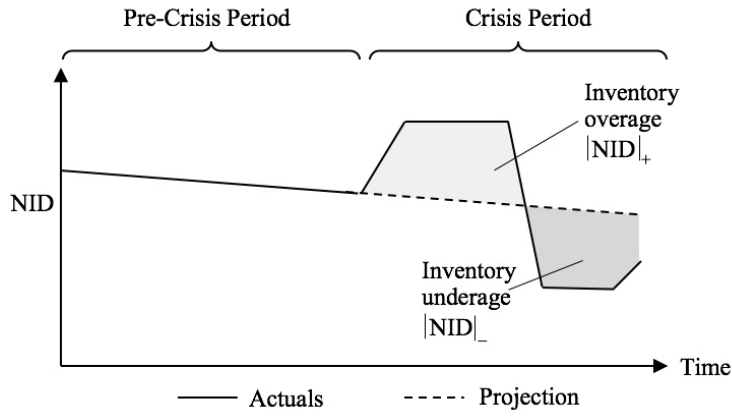 Pre-Crisis Period
Crisis Period
Inventory
overage
|NID|₊
NID
Inventory
underage
|NID|₋
Time
Actuals
Projection